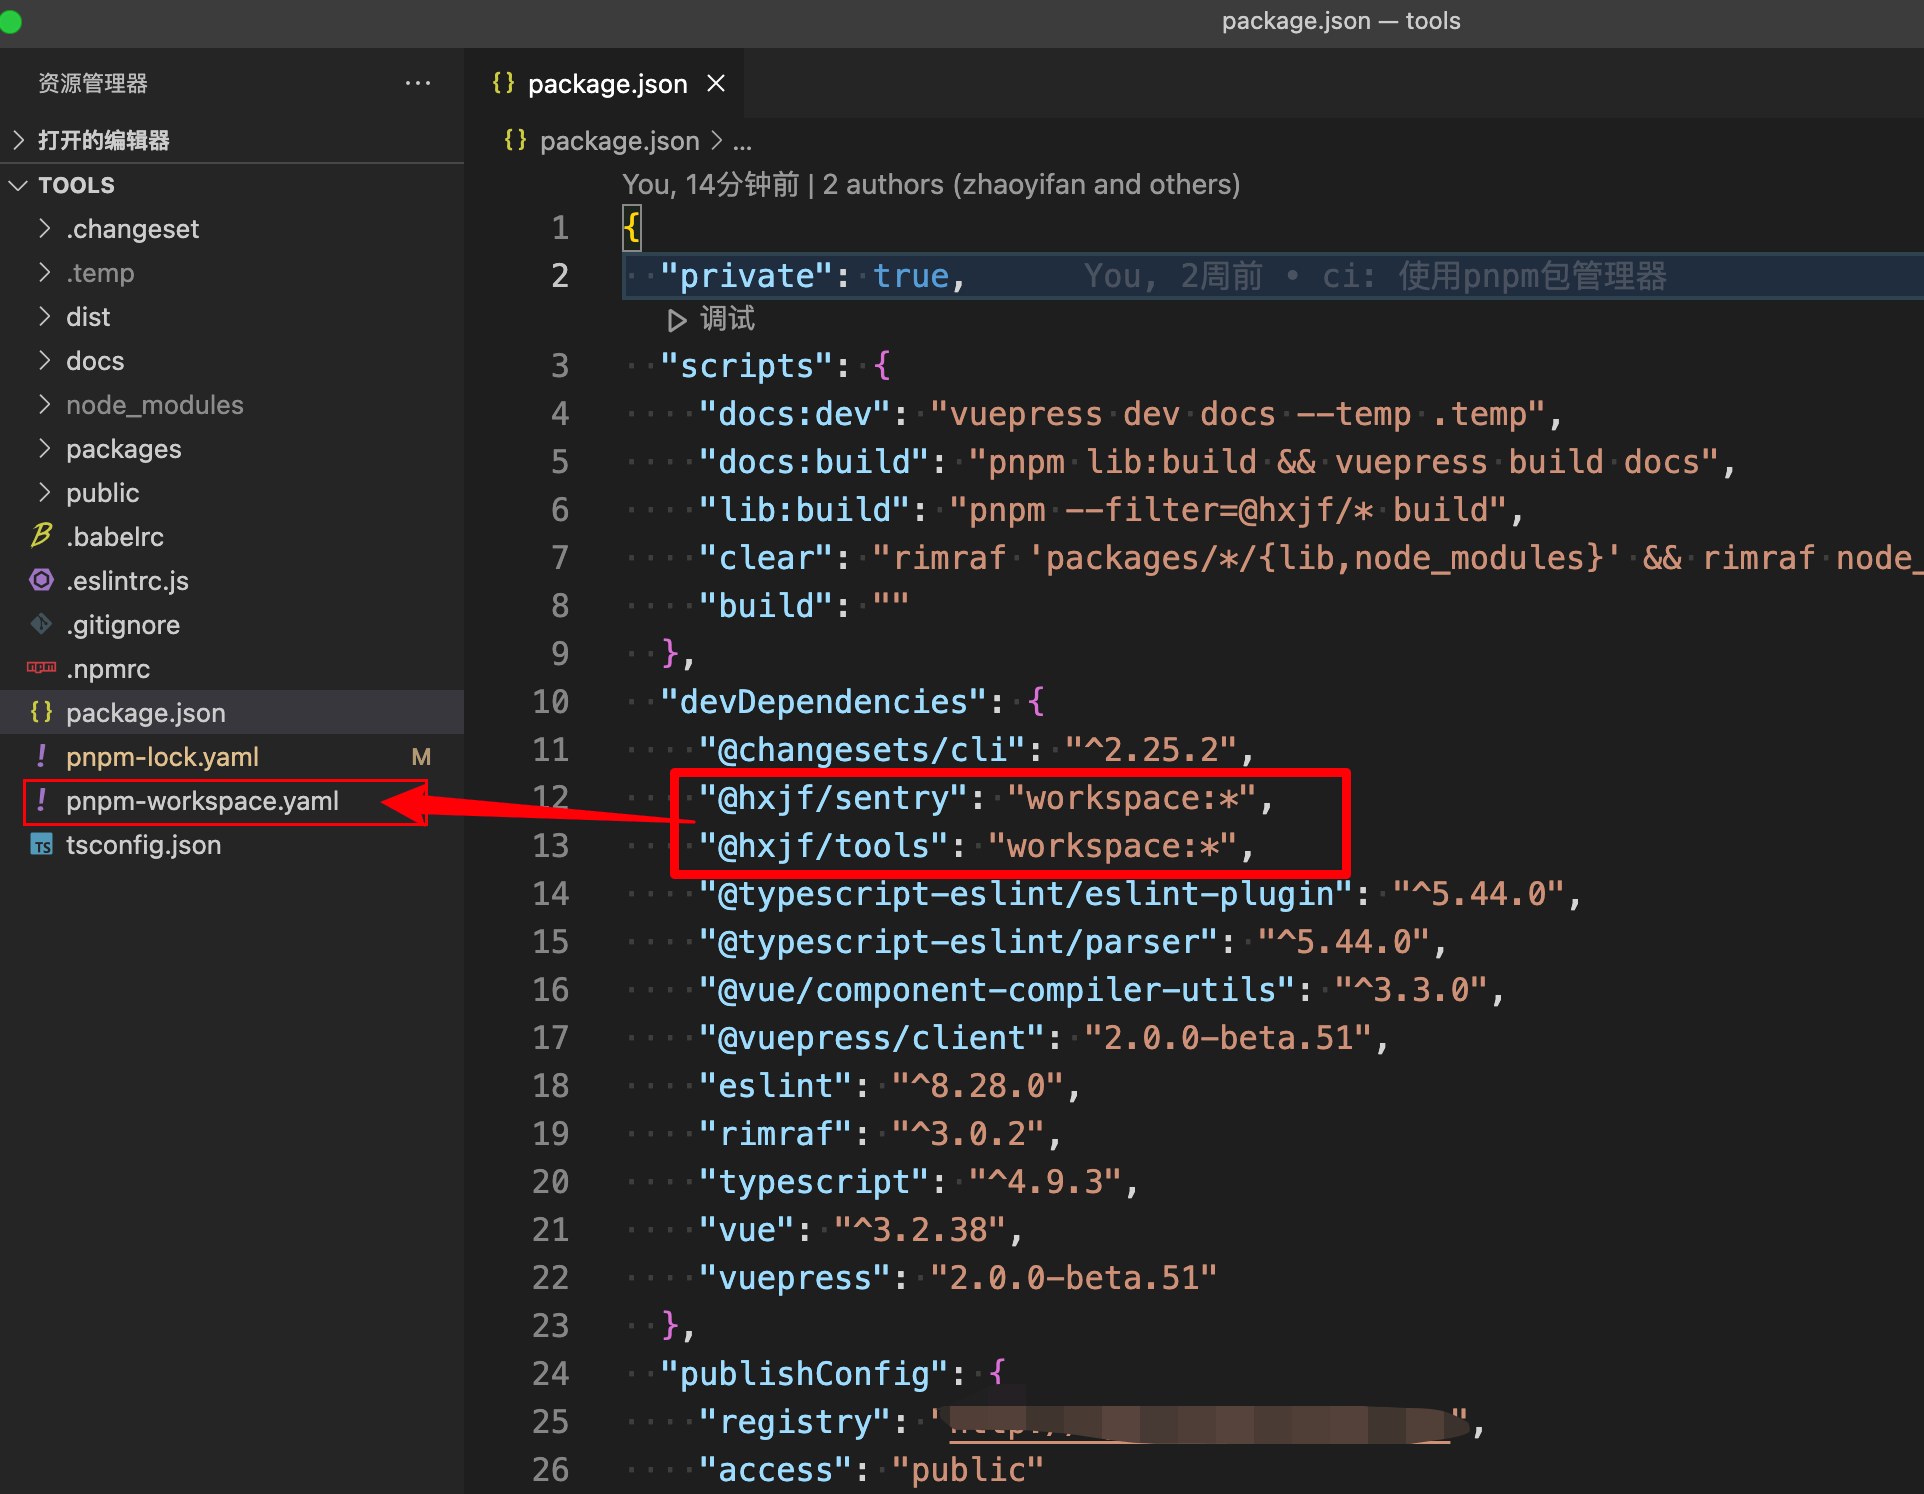 package.json — tools
资源管理器
打开的编辑器
TOOLS
.changeset
.temp
dist
docs
node_modules
packages
public
.babelrc
.eslintrc.js
.gitignore
.npmrc
package.json
pnpm-lock.yaml M
pnpm-workspace.yaml
tsconfig.json
package.json
package.json > ...
You, 14分钟前 | 2 authors (zhaoyifan and others)
1 {
2 "private": true, You, 2周前 • ci: 使用pnpm包管理器
调试
3 "scripts": {
4 "docs:dev": "vuepress dev docs --temp .temp",
5 "docs:build": "pnpm lib:build && vuepress build docs",
6 "lib:build": "pnpm --filter=@hxjf/* build",
7 "clear": "rimraf 'packages/*/{lib,node_modules}' && rimraf node_
8 "build": ""
9 },
10 "devDependencies": {
11 "@changesets/cli": "^2.25.2",
12 "@hxjf/sentry": "workspace:*",
13 "@hxjf/tools": "workspace:*",
14 "@typescript-eslint/eslint-plugin": "^5.44.0",
15 "@typescript-eslint/parser": "^5.44.0",
16 "@vue/component-compiler-utils": "^3.3.0",
17 "@vuepress/client": "2.0.0-beta.51",
18 "eslint": "^8.28.0",
19 "rimraf": "^3.0.2",
20 "typescript": "^4.9.3",
21 "vue": "^3.2.38",
22 "vuepress": "2.0.0-beta.51"
23 },
24 "publishConfig": {
25 "registry": "",
26 "access": "public"